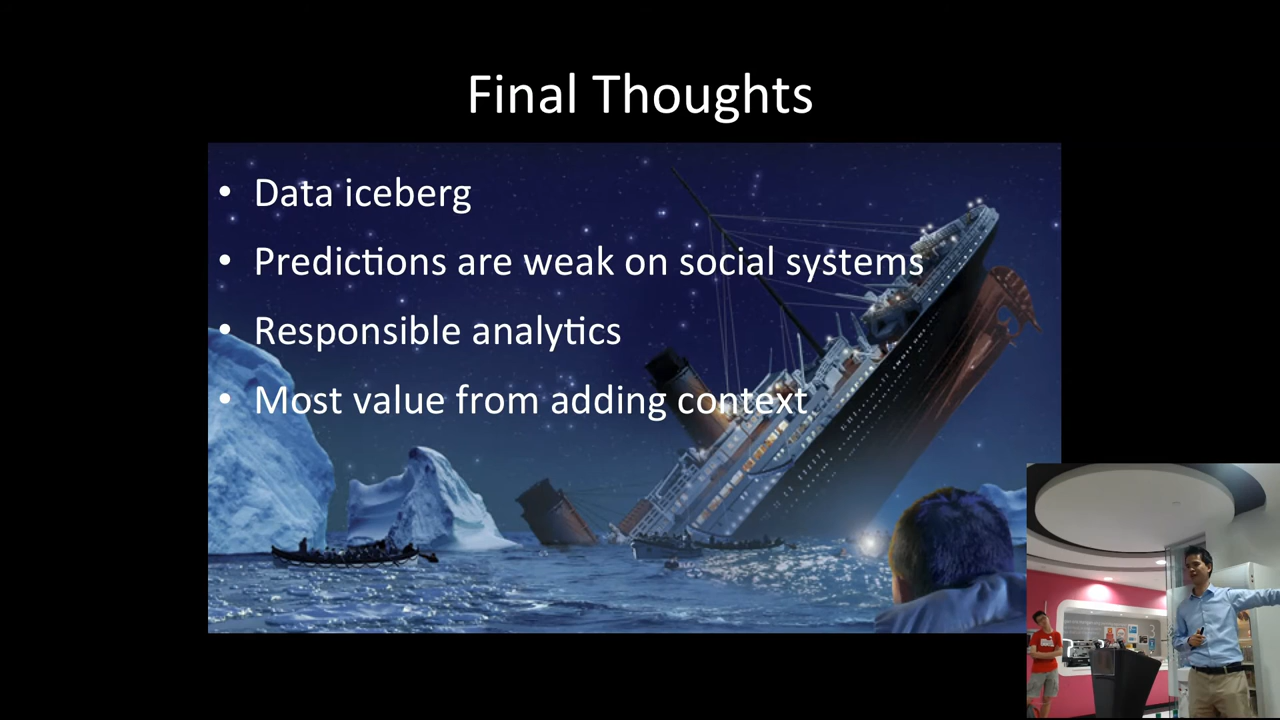 Final Thoughts
• Data iceberg
• Predictions are weak on social systems
• Responsible analytics
• Most value from adding context